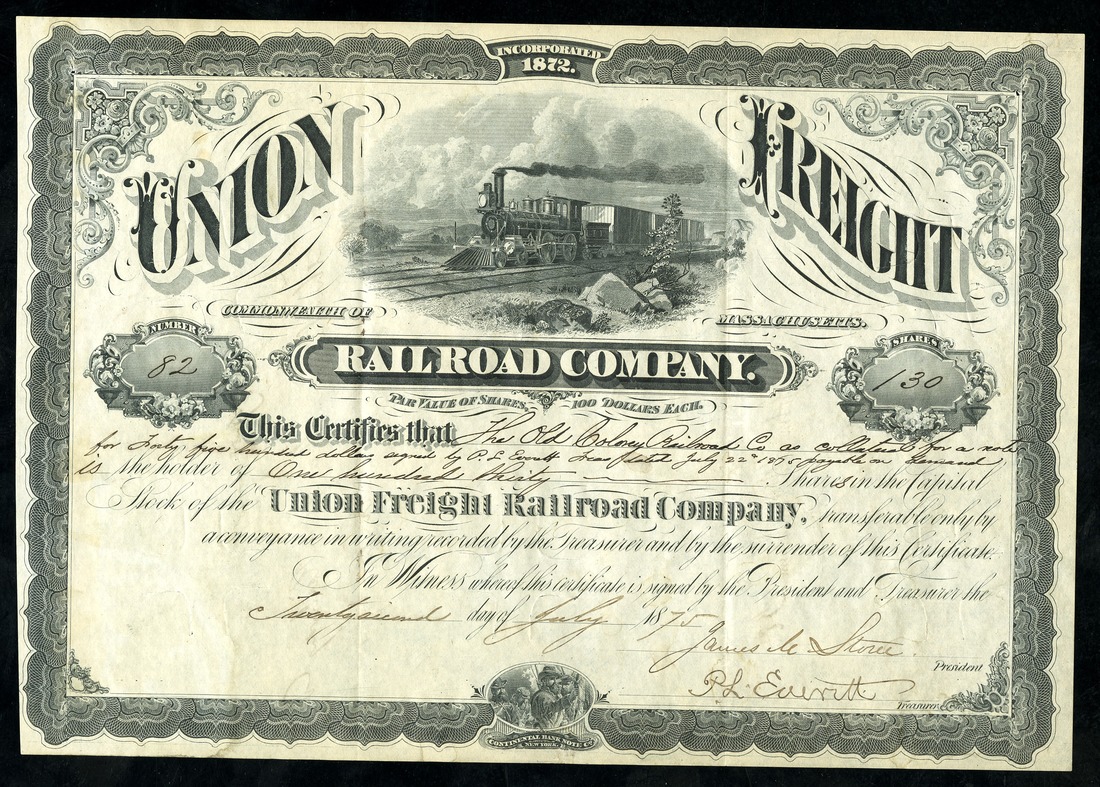 INCORPORATED
1872.
UNION FREIGHT
COMMONWEALTH OF MASSACHUSETTS.
NUMBER
82
SHARES
130
RAILROAD COMPANY.
PAR VALUE OF SHARES, 100 DOLLARS EACH.
This Certifies that The Old Colony Railroad Co as collateral for a note
for Forty five hundred dollars signed by P. L. Everett Treas dated July 22d 1875 payable on demand
is the holder of One hundred thirty Shares in the Capital
Stock of the Union Freight Railroad Company, transferable only by
a conveyance in writing recorded by the Treasurer and by the surrender of this Certificate.
In Witness whereof this certificate is signed by the President and Treasurer the
Twenty second day of July 1875
James M. Stone
President
P. L. Everett
Treasurer
CONTINENTAL BANK NOTE CO.
NEW YORK.